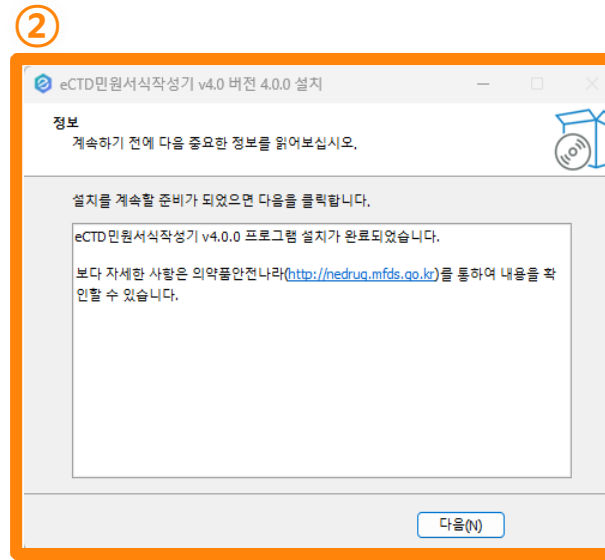 ②
eCTD민원서식작성기 v4.0 버전 4.0.0 설치
정보
계속하기 전에 다음 중요한 정보를 읽어보십시오.
설치를 계속할 준비가 되었으면 다음을 클릭합니다.
eCTD민원서식작성기 v4.0.0 프로그램 설치가 완료되었습니다.
보다 자세한 사항은 의약품안전나라(http://nedrug.mfds.go.kr)를 통하여 내용을 확
인할 수 있습니다.
다음(N)